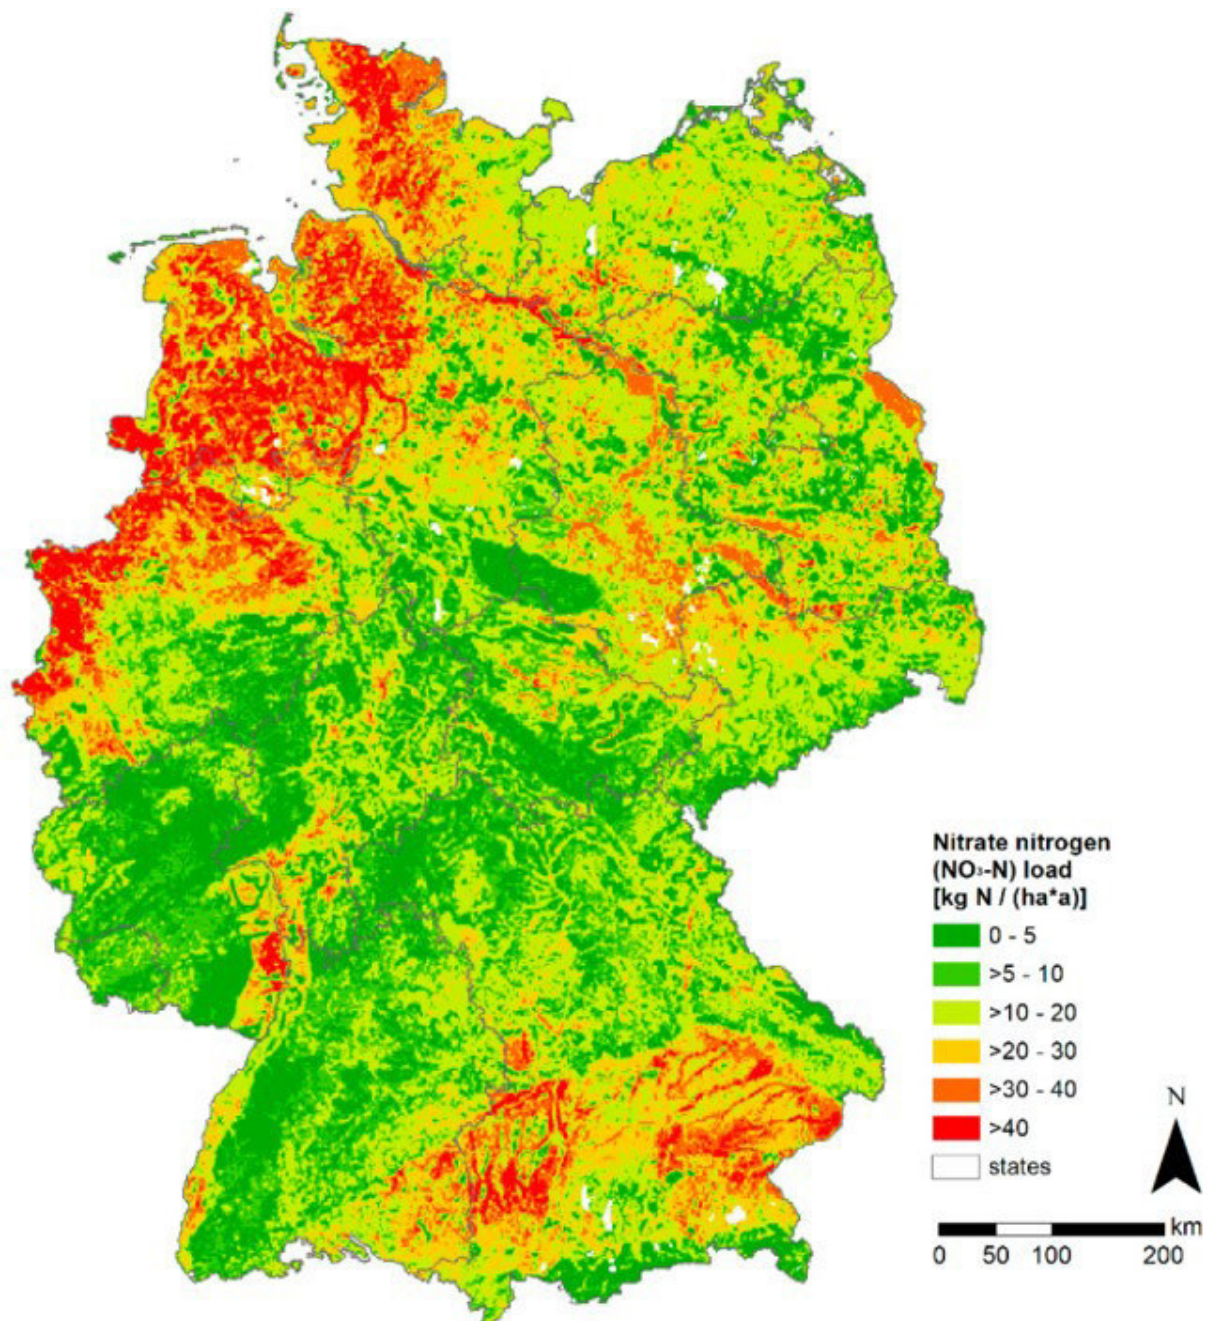 Nitrate nitrogen
(NO₃-N) load
[kg N / (ha*a)]
0 - 5
>5 - 10
>10 - 20
>20 - 30
>30 - 40
>40
states
N
km
0 50 100 200